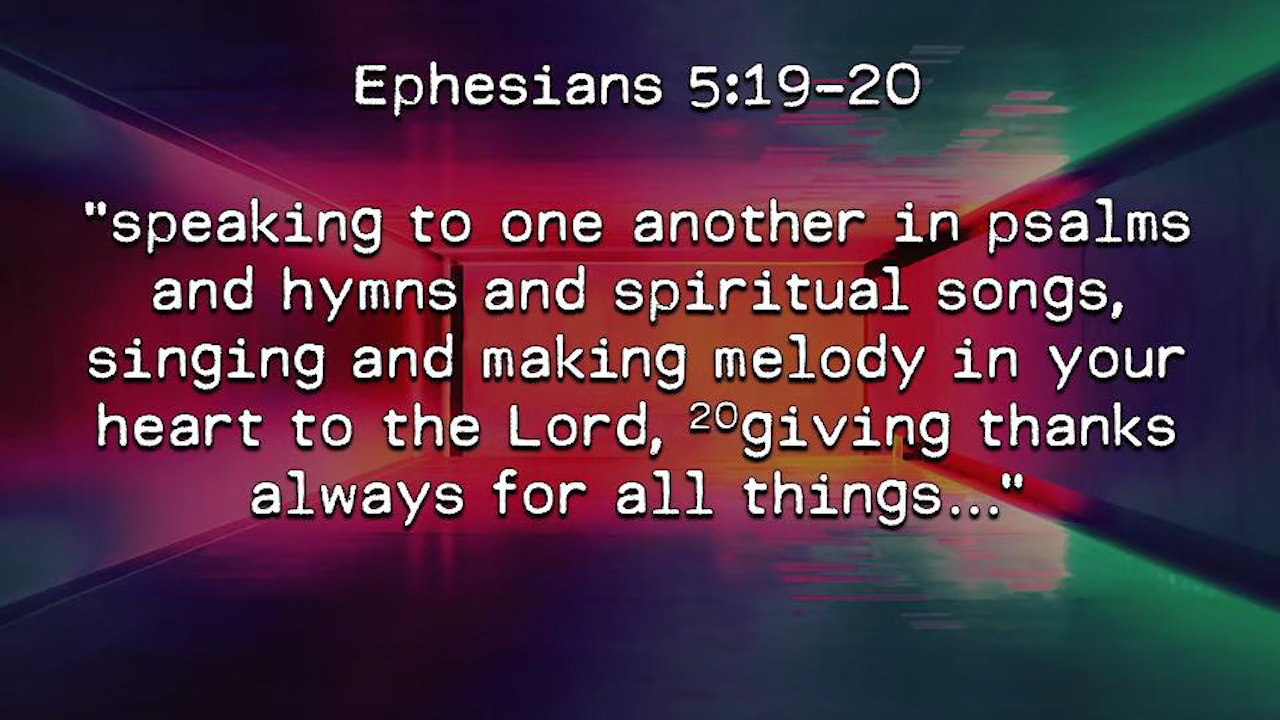 Ephesians 5:19-20
"speaking to one another in psalms
and hymns and spiritual songs,
singing and making melody in your
heart to the Lord, ²⁰giving thanks
always for all things..."